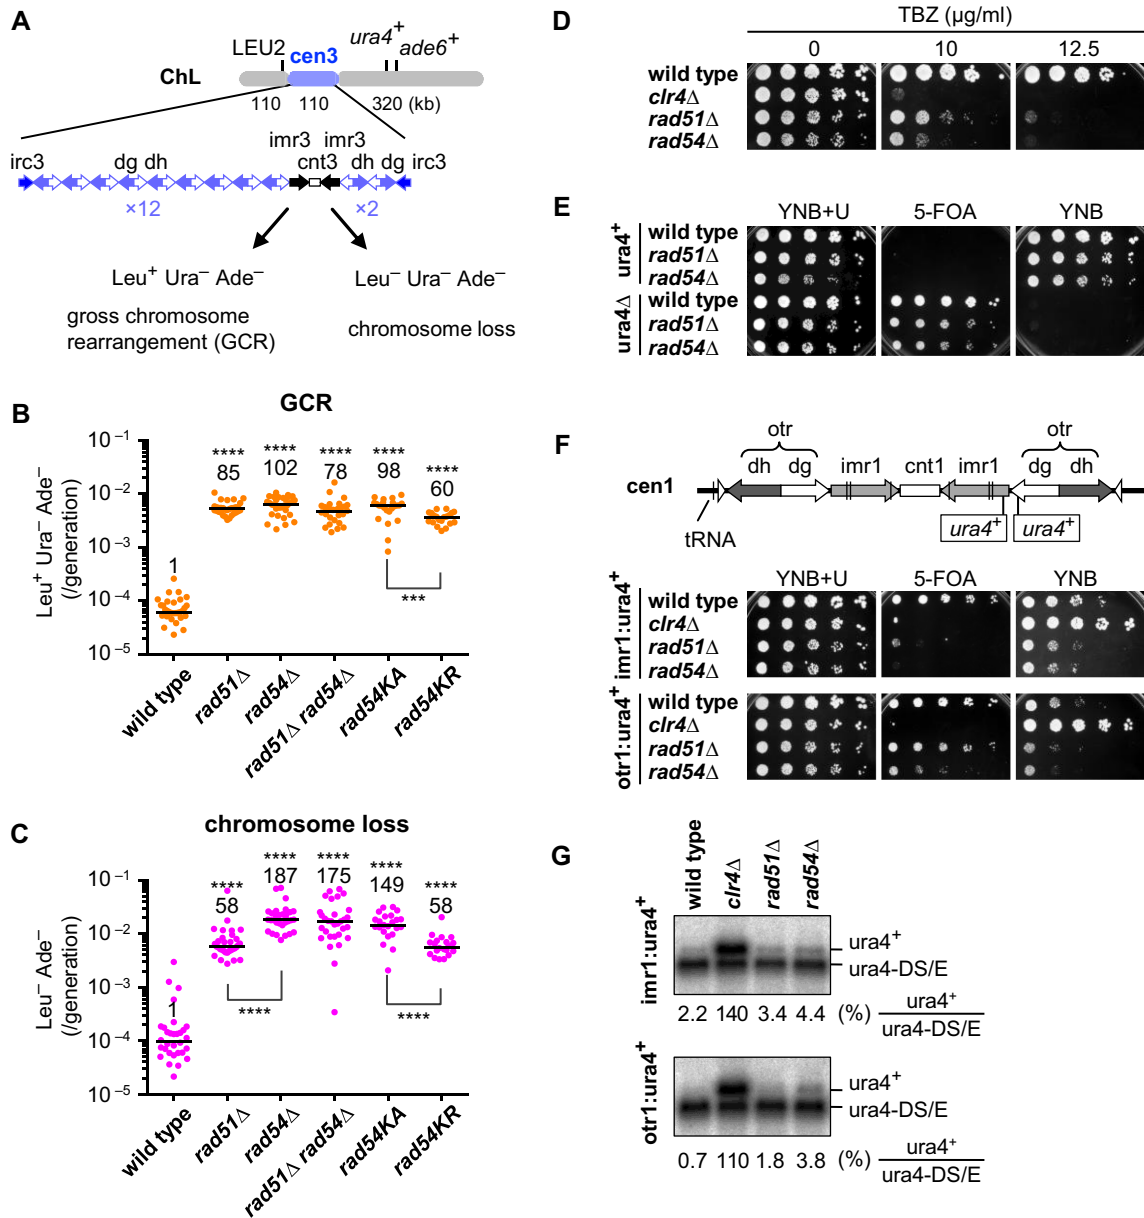 A
LEU2
cen3
ura4+
ade6+
ChL
110
110
320 (kb)
imr3
imr3
irc3
dg dh
cnt3
dh
dg
irc3
×12
×2
Leu+ Ura− Ade−
Leu− Ura− Ade−
gross chromosome
rearrangement (GCR)
chromosome loss
B
GCR
Leu+ Ura− Ade−
(/generation)
10−1
10−2
10−3
10−4
10−5
1
****
85
****
102
****
78
****
98
****
60
***
wild type
rad51Δ
rad54Δ
rad51Δ rad54Δ
rad54KA
rad54KR
C
chromosome loss
Leu− Ade−
(/generation)
10−1
10−2
10−3
10−4
10−5
1
****
58
****
187
****
175
****
149
****
58
****
****
wild type
rad51Δ
rad54Δ
rad51Δ rad54Δ
rad54KA
rad54KR
D
TBZ (µg/ml)
0
10
12.5
wild type
clr4Δ
rad51Δ
rad54Δ
E
YNB+U
5-FOA
YNB
ura4+
wild type
rad51Δ
rad54Δ
ura4Δ
wild type
rad51Δ
rad54Δ
F
otr
otr
dh
dg
imr1
cnt1
imr1
dg
dh
cen1
tRNA
ura4+
ura4+
YNB+U
5-FOA
YNB
imr1:ura4+
wild type
clr4Δ
rad51Δ
rad54Δ
otr1:ura4+
wild type
clr4Δ
rad51Δ
rad54Δ
G
wild type
clr4Δ
rad51Δ
rad54Δ
imr1:ura4+
ura4+
ura4-DS/E
2.2 140 3.4 4.4 (%)
ura4+
ura4-DS/E
otr1:ura4+
ura4+
ura4-DS/E
0.7 110 1.8 3.8 (%)
ura4+
ura4-DS/E